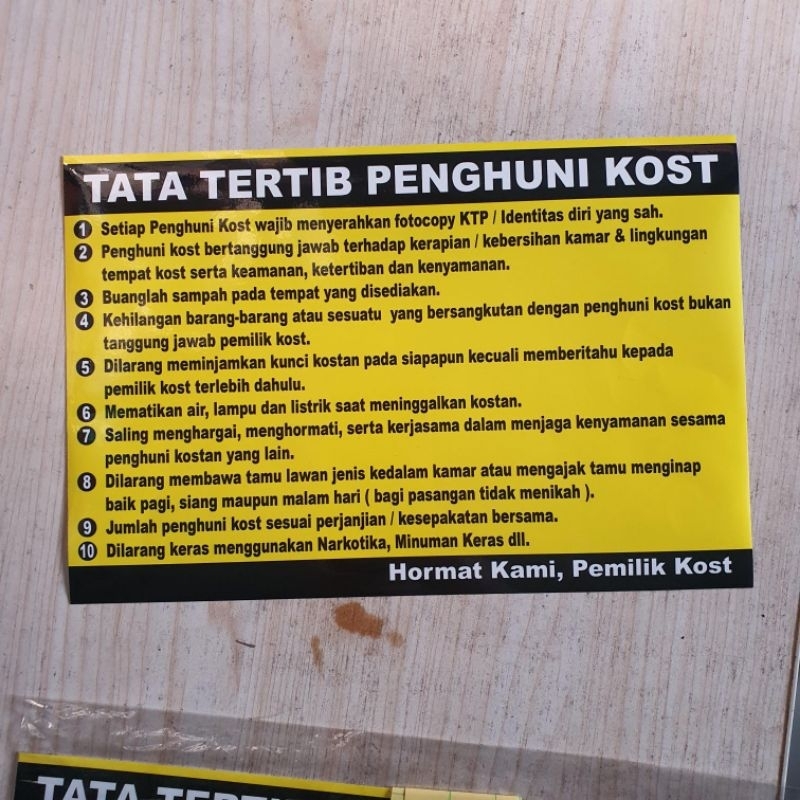 TATA TERTIB PENGHUNI KOST
1 Setiap Penghuni Kost wajib menyerahkan fotocopy KTP / Identitas diri yang sah.
2 Penghuni kost bertanggung jawab terhadap kerapian / kebersihan kamar & lingkungan
tempat kost serta keamanan, ketertiban dan kenyamanan.
3 Buanglah sampah pada tempat yang disediakan.
4 Kehilangan barang-barang atau sesuatu yang bersangkutan dengan penghuni kost bukan
tanggung jawab pemilik kost.
5 Dilarang meminjamkan kunci kostan pada siapapun kecuali memberitahu kepada
pemilik kost terlebih dahulu.
6 Mematikan air, lampu dan listrik saat meninggalkan kostan.
7 Saling menghargai, menghormati, serta kerjasama dalam menjaga kenyamanan sesama
penghuni kostan yang lain.
8 Dilarang membawa tamu lawan jenis kedalam kamar atau mengajak tamu menginap
baik pagi, siang maupun malam hari ( bagi pasangan tidak menikah ).
9 Jumlah penghuni kost sesuai perjanjian / kesepakatan bersama.
10 Dilarang keras menggunakan Narkotika, Minuman Keras dll.
Hormat Kami, Pemilik Kost
TATA